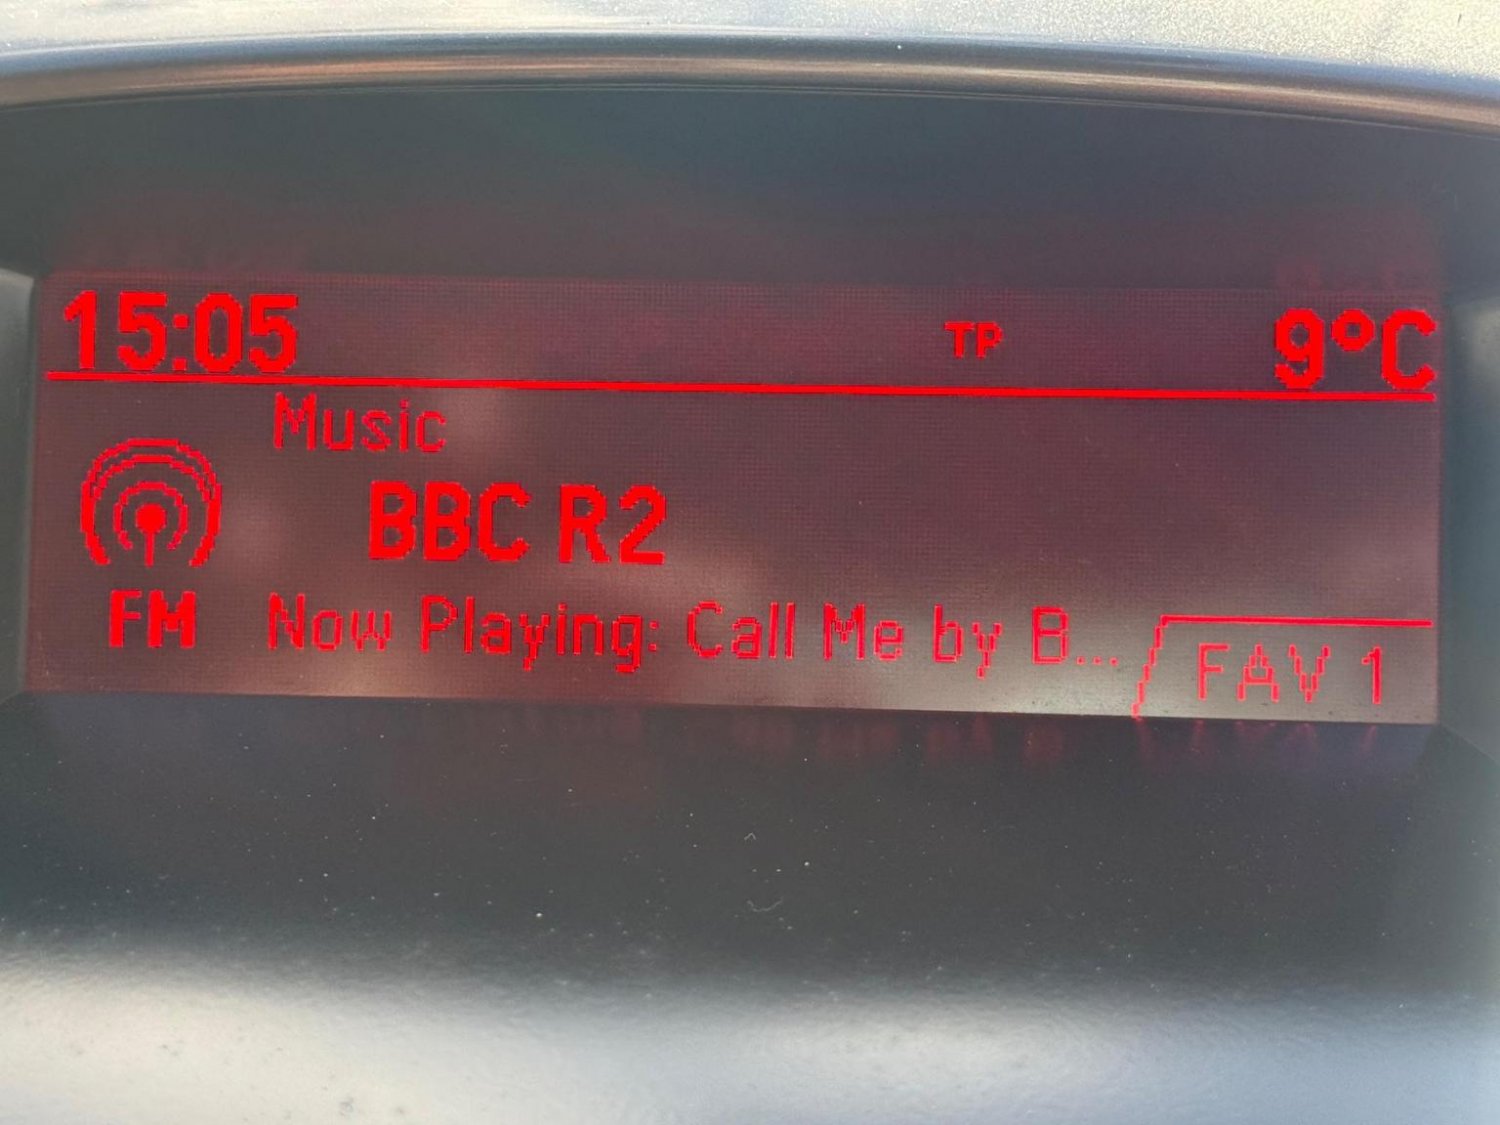 15:05 TP 9°C
Music
BBC R2
FM Now Playing: Call Me by B... FAV 1